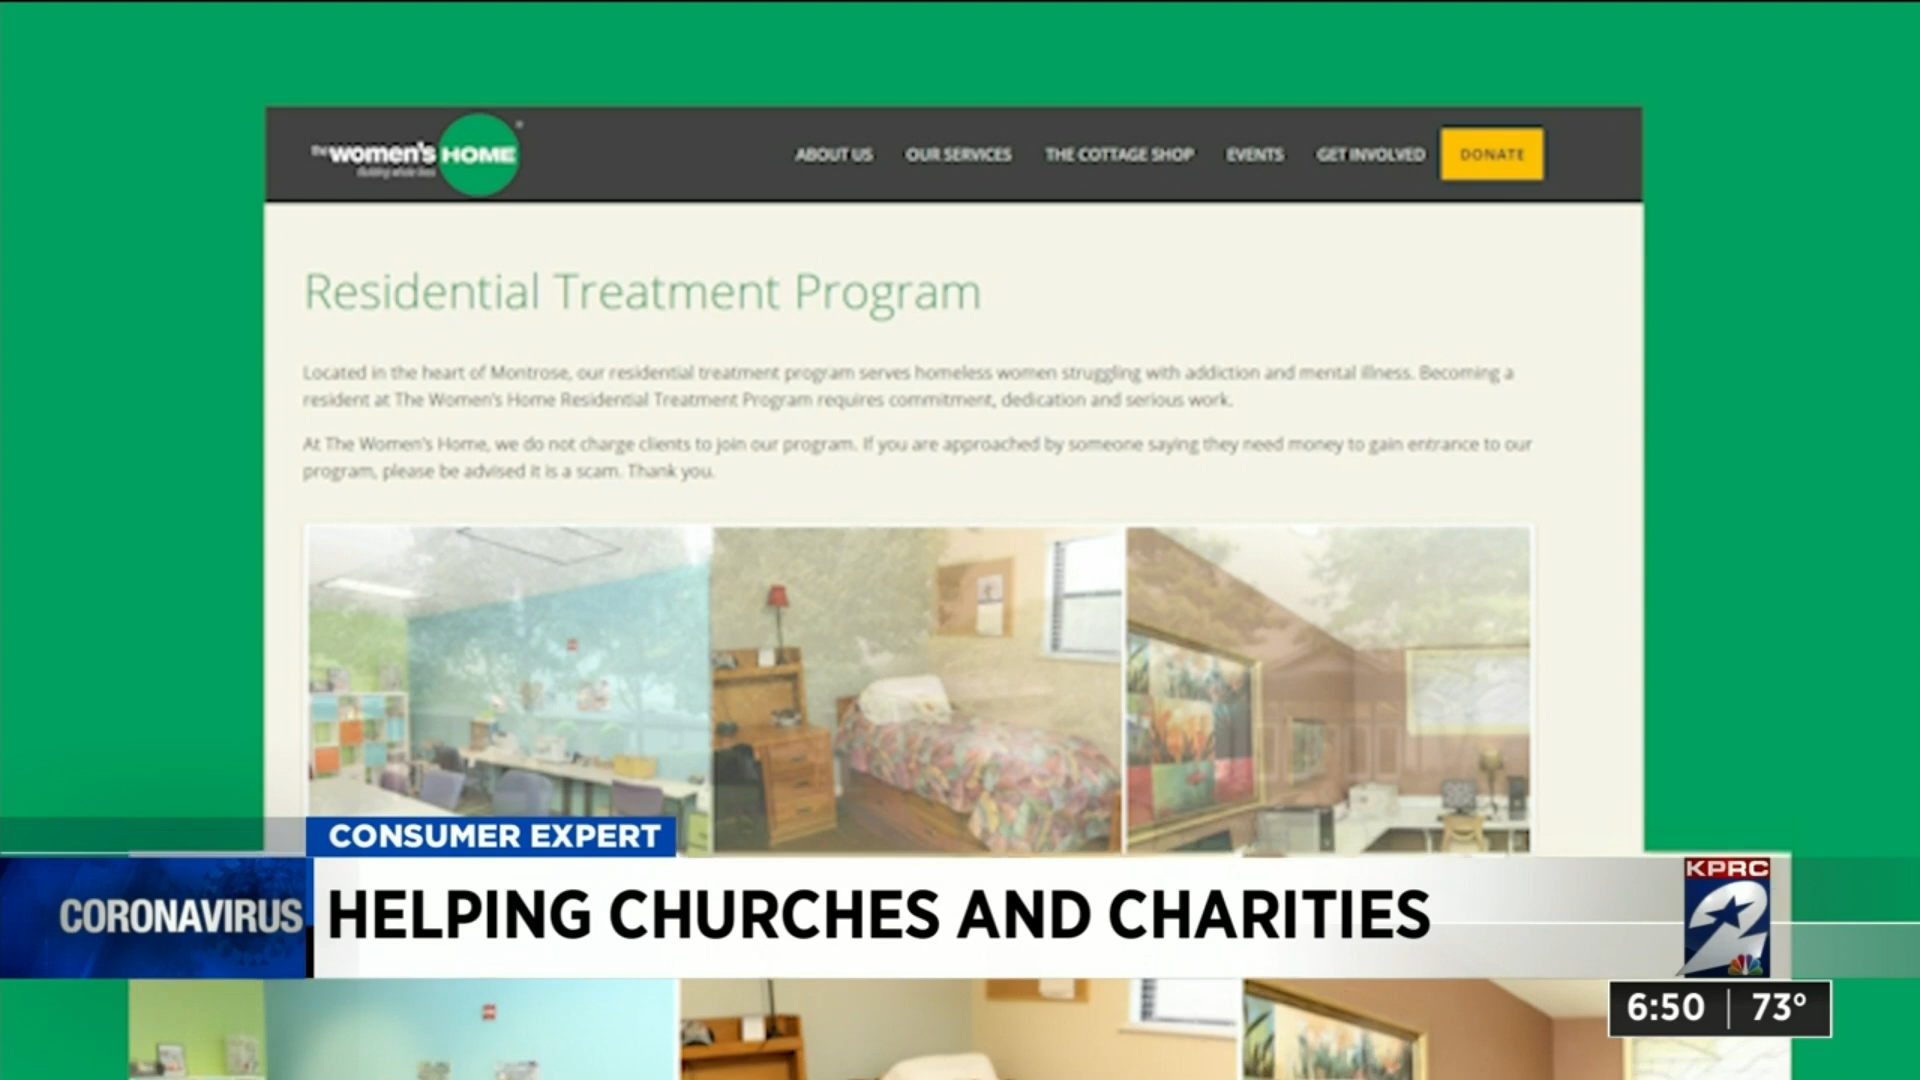 the women's HOME
Building whole lives
ABOUT US OUR SERVICES THE COTTAGE SHOP EVENTS GET INVOLVED DONATE
Residential Treatment Program
Located in the heart of Montrose, our residential treatment program serves homeless women struggling with addiction and mental illness. Becoming a
resident at The Women's Home Residential Treatment Program requires commitment, dedication and serious work.
At The Women's Home, we do not charge clients to join our program. If you are approached by someone saying they need money to gain entrance to our
program, please be advised it is a scam. Thank you.
CONSUMER EXPERT
CORONAVIRUS HELPING CHURCHES AND CHARITIES
KPRC
2
6:50 73°